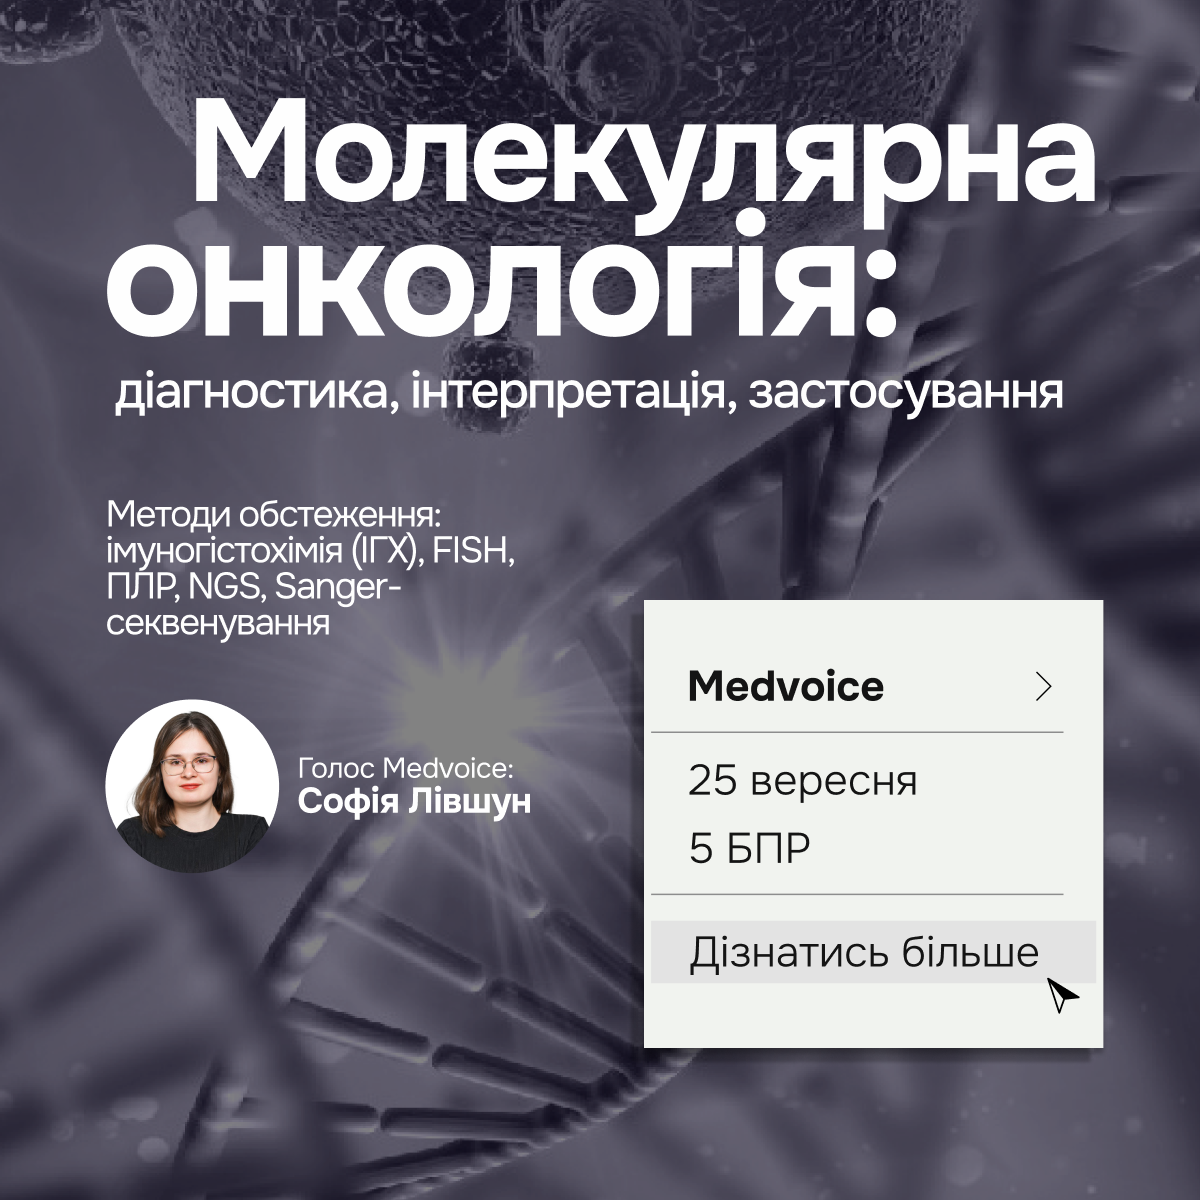 Молекулярна
онкологія:
діагностика, інтерпретація, застосування
Методи обстеження:
імуногістохімія (ІГХ), FISH,
ПЛР, NGS, Sanger-
секвенування
Голос Medvoice:
Софія Лівшун
Medvoice
25 вересня
5 БПР
Дізнатись більше